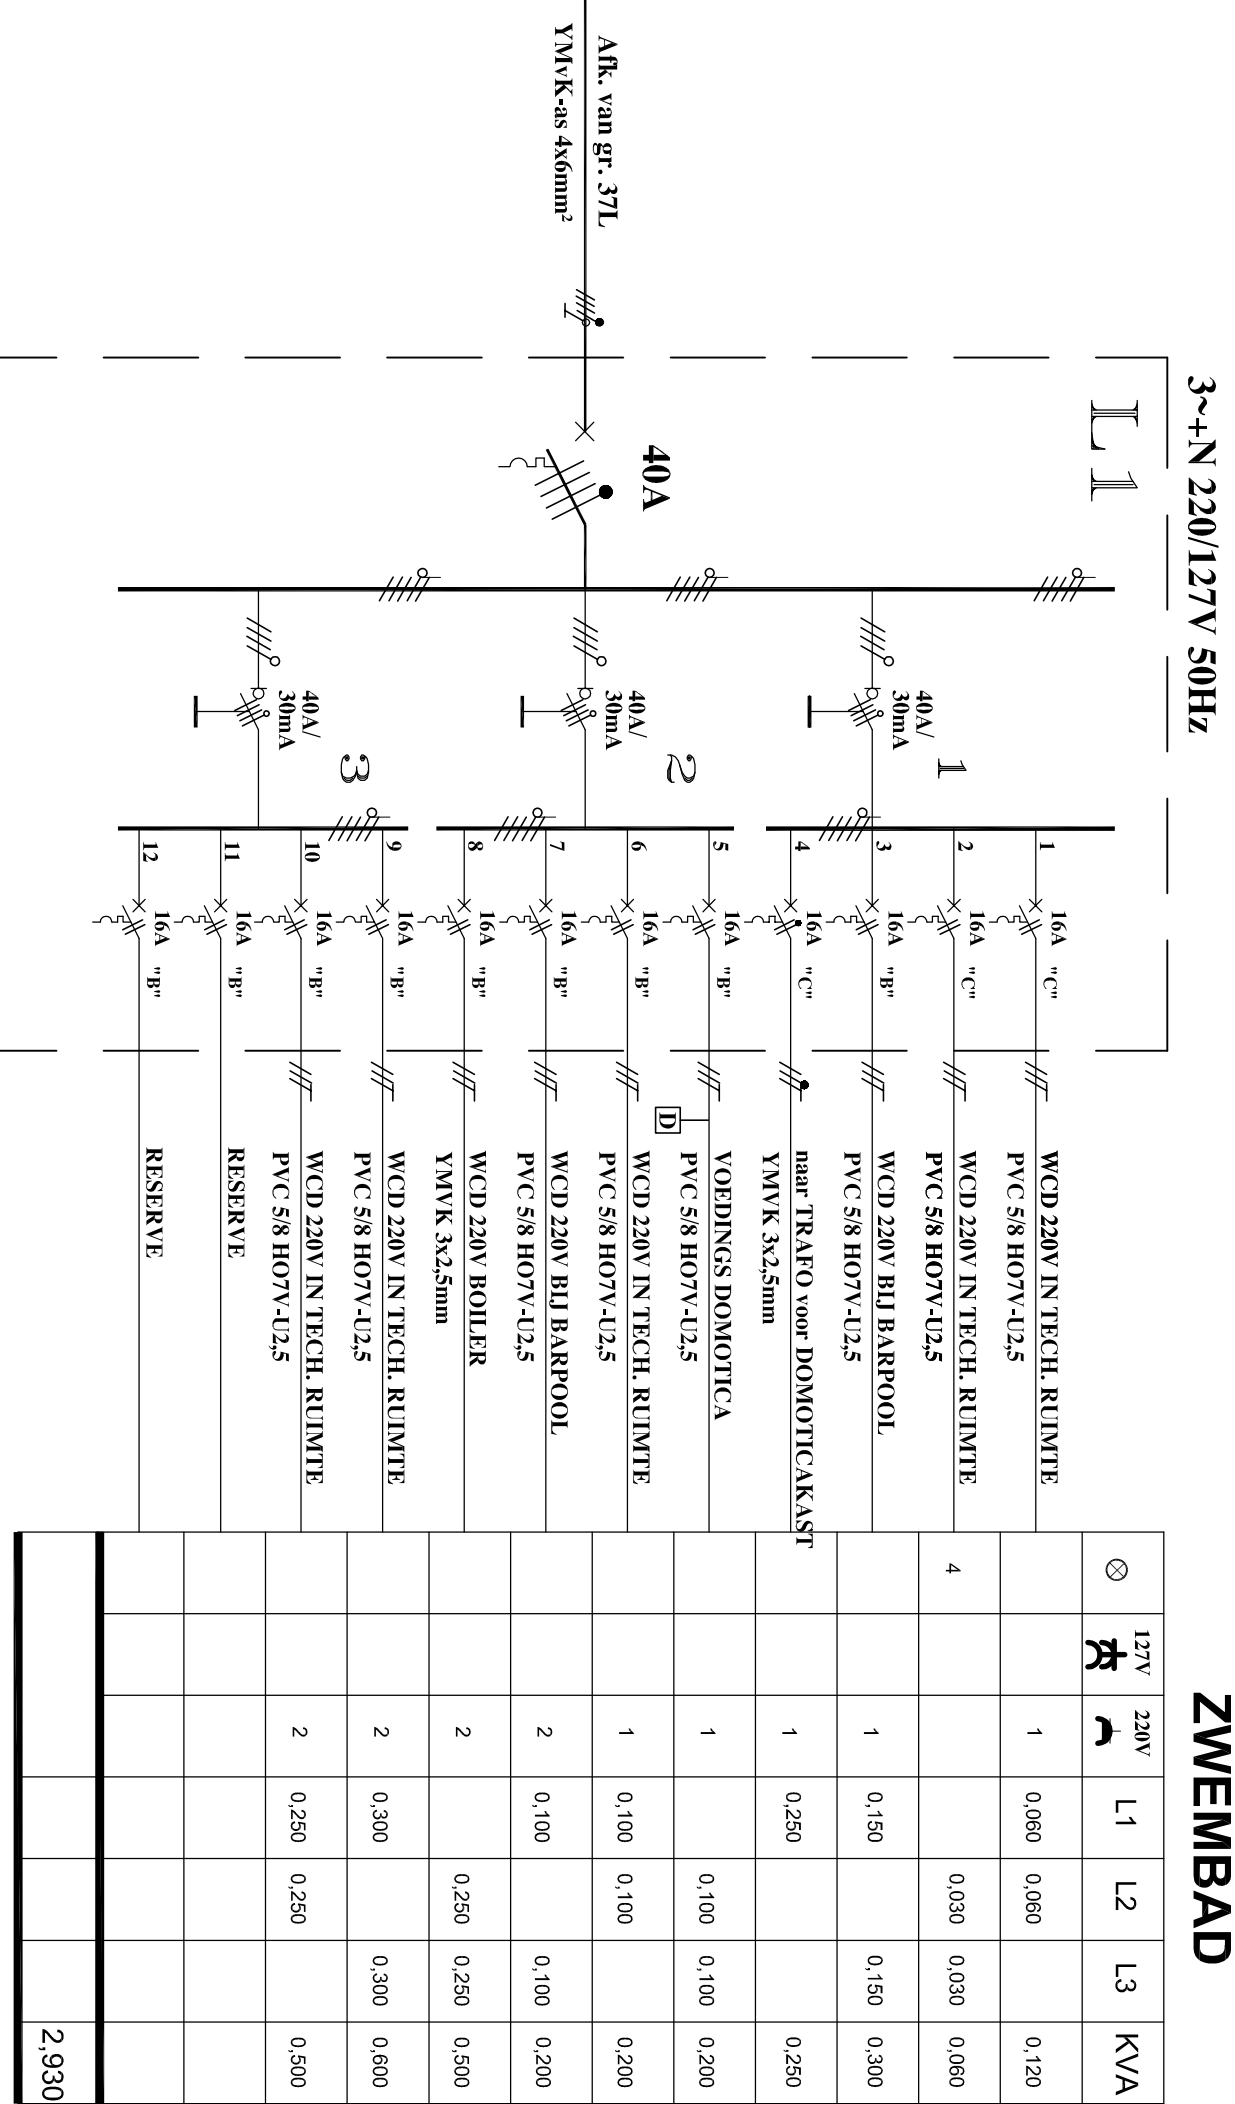 ZWEMBAD
3~+N 220/127V 50Hz
L1
Afk. van gr. 37L
YMvK-as 4x6mm²
40A
40A/
30mA
1
40A/
30mA
2
40A/
30mA
3
127V 220V L1 L2 L3 KVA
1 16A "C" WCD 220V IN TECH. RUIMTE 1 0,060 0,060 0,120
PVC 5/8 HO7V-U2,5
2 16A "C" WCD 220V IN TECH. RUIMTE 4 0,030 0,030 0,060
PVC 5/8 HO7V-U2,5
3 16A "B" WCD 220V BLJ BARPOOL 1 0,150 0,150 0,300
PVC 5/8 HO7V-U2,5
4 16A "C" naar TRAFO voor DOMOTICAKAST 1 0,250 0,250
YMVK 3x2,5mm
5 16A "B" VOEDINGS DOMOTICA 1 0,100 0,100 0,200
D PVC 5/8 HO7V-U2,5
6 16A "B" WCD 220V IN TECH. RUIMTE 1 0,100 0,100 0,200
PVC 5/8 HO7V-U2,5
7 16A "B" WCD 220V BLJ BARPOOL 2 0,100 0,100 0,200
PVC 5/8 HO7V-U2,5
8 16A "B" WCD 220V BOILER 2 0,250 0,250 0,500
YMVK 3x2,5mm
9 16A "B" WCD 220V IN TECH. RUIMTE 2 0,300 0,300 0,600
PVC 5/8 HO7V-U2,5
10 16A "B" WCD 220V IN TECH. RUIMTE 2 0,250 0,250 0,500
PVC 5/8 HO7V-U2,5
11 16A "B" RESERVE
12 16A "B" RESERVE
2,930